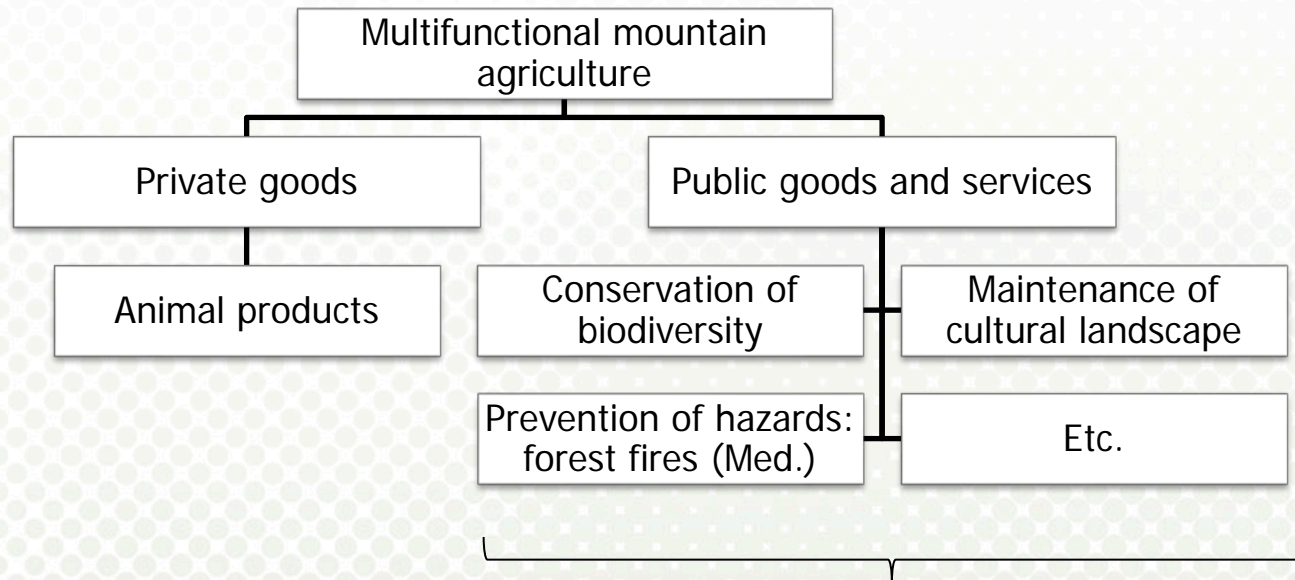 Multifunctional mountain
agriculture
Private goods
Public goods and services
Animal products
Conservation of
biodiversity
Maintenance of
cultural landscape
Prevention of hazards:
forest fires (Med.)
Etc.